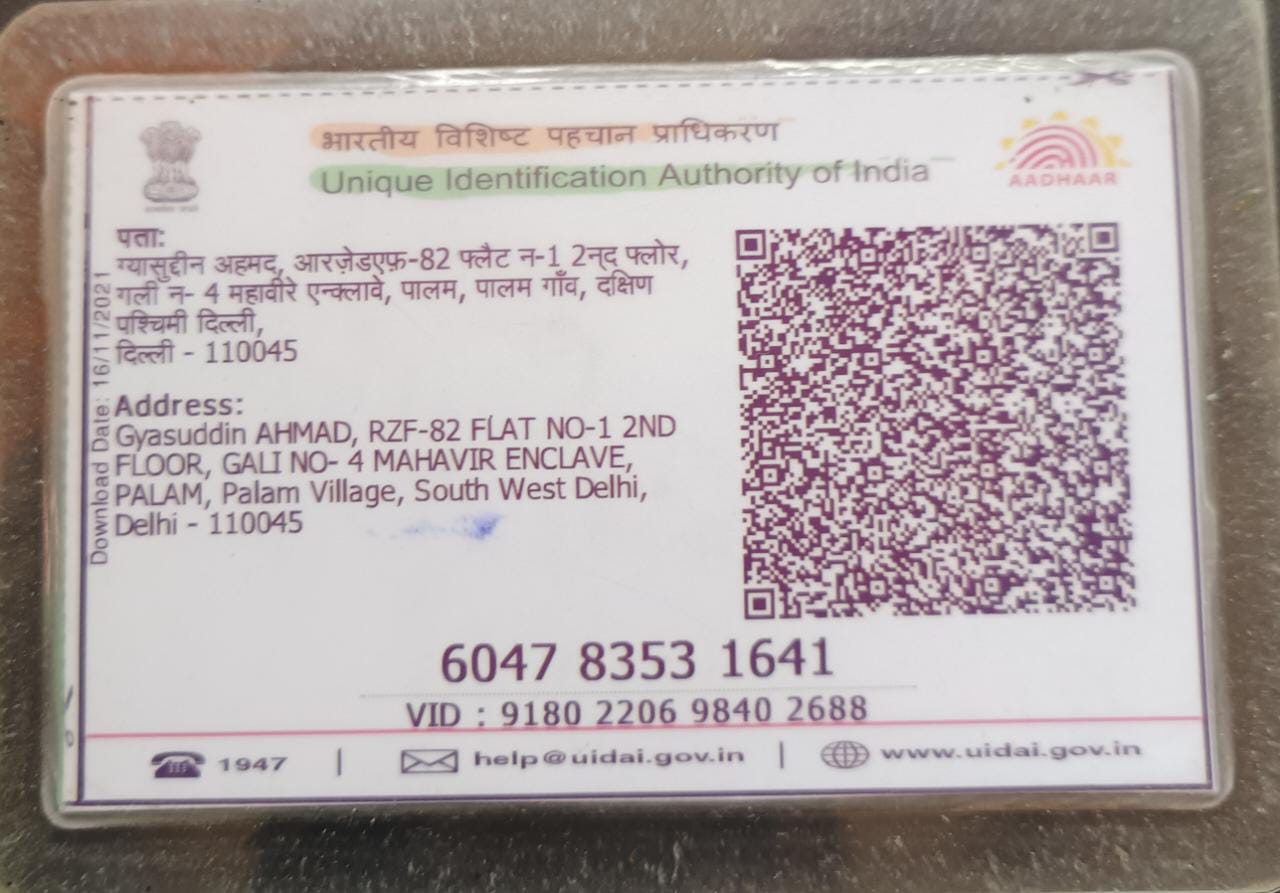 भारतीय विशिष्ट पहचान प्राधिकरण
Unique Identification Authority of India
AADHAAR
पता:
ग्यासुद्दीन अहमद, आरज़ेडएफ़-82 फ्लैट न-1 2नद फ्लोर,
गली न- 4 महावीरे एन्क्लावे, पालम, पालम गाँव, दक्षिण
पश्चिमी दिल्ली,
दिल्ली - 110045
Address:
Gyasuddin AHMAD, RZF-82 FLAT NO-1 2ND
FLOOR, GALI NO- 4 MAHAVIR ENCLAVE,
PALAM, Palam Village, South West Delhi,
Delhi - 110045
Download Date: 16/11/2021
6047 8353 1641
VID : 9180 2206 9840 2688
1947 | help@uidai.gov.in | www.uidai.gov.in